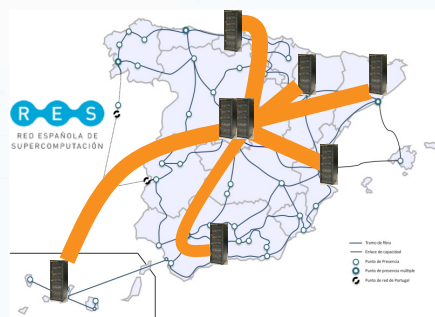 RES
RED ESPAÑOLA DE
SUPERCOMPUTACIÓN
Tramo de fibra
Enlace de capacidad
Punto de Presencia
Punto de presencia múltiple
Punto de red de Portugal